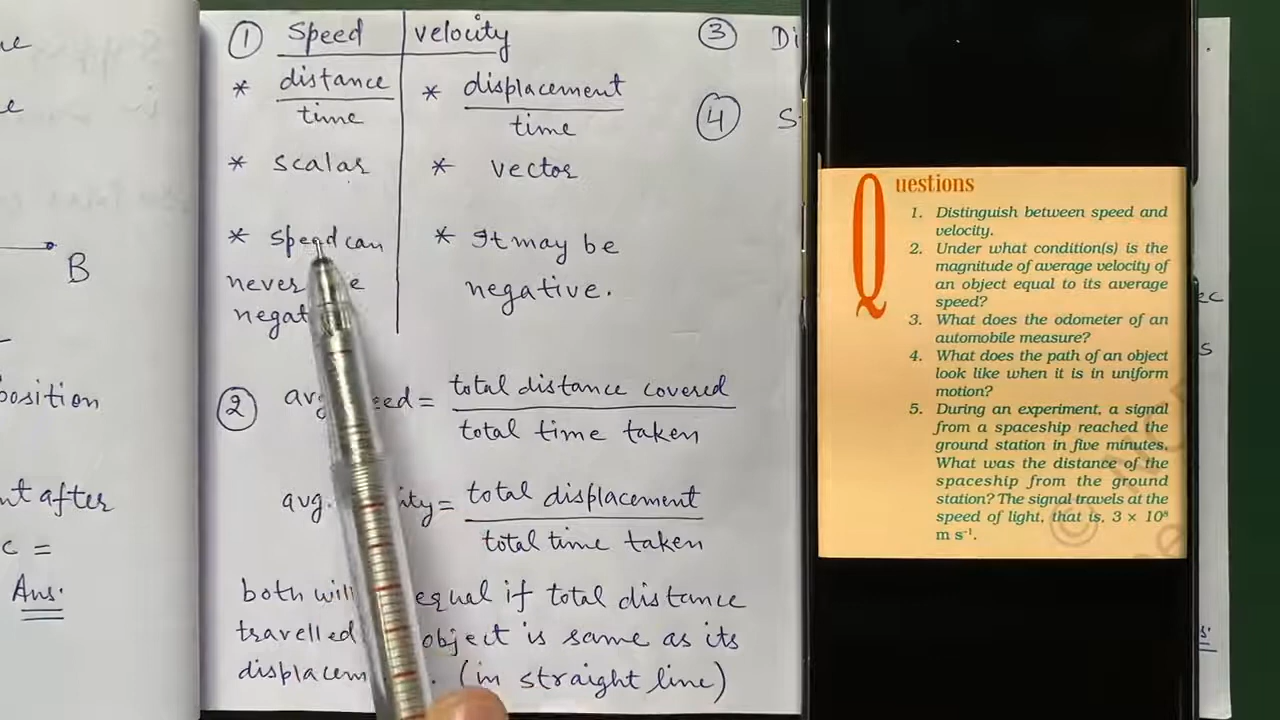 ① Speed velocity
* distance / time * displacement / time
* scalar * vector
* Speed can * It may be
never negative.
② = total distance covered
total time taken
avg. = total displacement
total time taken
both equal if total distance
travelled object is same as its
(in straight line)
③
④
B
position
after
c =
Ans.
Questions
1. Distinguish between speed and
velocity.
2. Under what condition(s) is the
magnitude of average velocity of
an object equal to its average
speed?
3. What does the odometer of an
automobile measure?
4. What does the path of an object
look like when it is in uniform
motion?
5. During an experiment, a signal
from a spaceship reached the
ground station in five minutes.
What was the distance of the
spaceship from the ground
station? The signal travels at the
speed of light, that is, 3 × 10⁸
m s⁻¹.